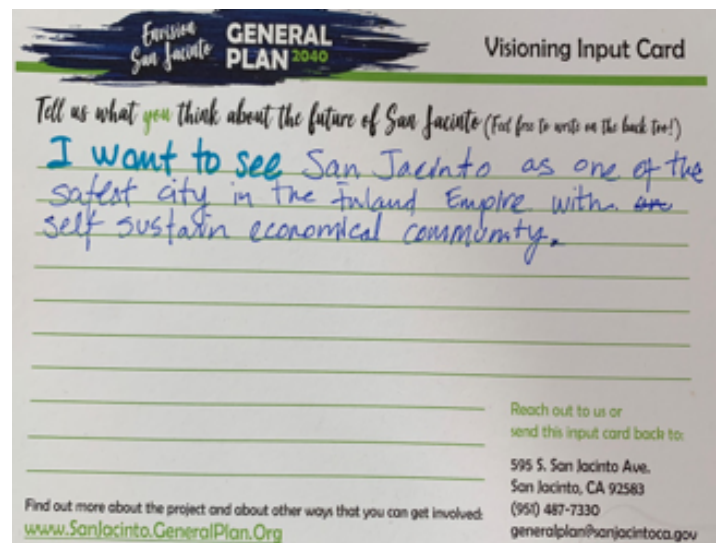 Envision San Jacinto
GENERAL PLAN 2040
Visioning Input Card
Tell us what you think about the future of San Jacinto (Feel free to write on the back too!)
I want to see San Jacinto as one of the
safest city in the Inland Empire with an
self sustain economical community.
Reach out to us or
send this input card back to:
595 S. San Jacinto Ave.
San Jacinto, CA 92583
(951) 487-7330
generalplan@sanjacintoca.gov
Find out more about the project and about other ways that you can get involved:
www.SanJacinto.GeneralPlan.Org